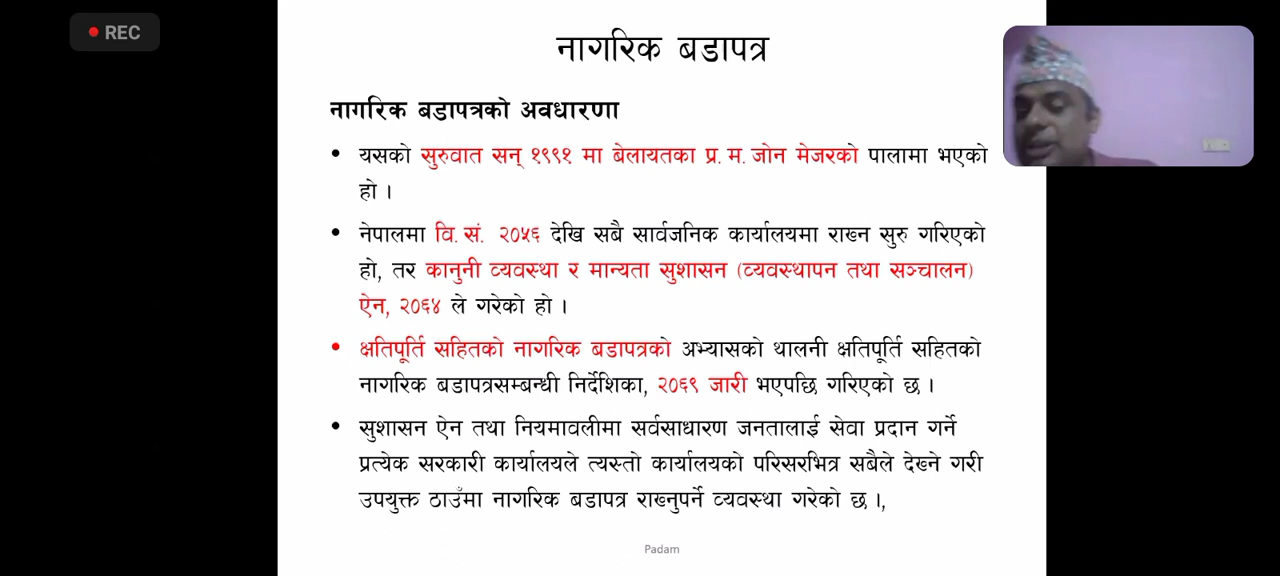 REC
नागरिक बडापत्र
नागरिक बडापत्रको अवधारणा
• यसको सुरुवात सन् १९९१ मा बेलायतका प्र. म. जोन मेजरको पालामा भएको
हो ।
• नेपालमा वि. सं. २०५६ देखि सबै सार्वजनिक कार्यालयमा राख्न सुरु गरिएको
हो, तर कानुनी व्यवस्था र मान्यता सुशासन (व्यवस्थापन तथा सञ्चालन)
ऐन, २०६४ ले गरेको हो ।
• क्षतिपूर्ति सहितको नागरिक बडापत्रको अभ्यासको थालनी क्षतिपूर्ति सहितको
नागरिक बडापत्रसम्बन्धी निर्देशिका, २०६९ जारी भएपछि गरिएको छ ।
• सुशासन ऐन तथा नियमावलीमा सर्वसाधारण जनतालाई सेवा प्रदान गर्ने
प्रत्येक सरकारी कार्यालयले त्यस्तो कार्यालयको परिसरभित्र सबैले देख्ने गरी
उपयुक्त ठाउँमा नागरिक बडापत्र राख्नुपर्ने व्यवस्था गरेको छ ।,
Padam